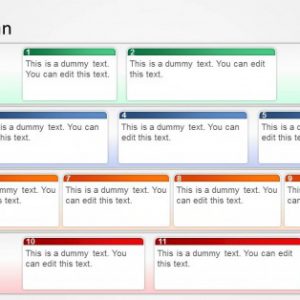 an
1
This is a dummy text.
You can edit this text.
2
This is a dummy text. You can edit
this text.
This is a dummy text. You can
edit this text.
4
This is a dummy text. You can
edit this text.
5
This is a
edit this
This is a dummy
text. You can edit
this text.
7
This is a dummy
text. You can edit
this text.
8
This is a dummy
text. You can edit
this text.
9
This
text.
this
10
This is a dummy text. You
can edit this text.
11
This is a dummy text. You
can edit this text.